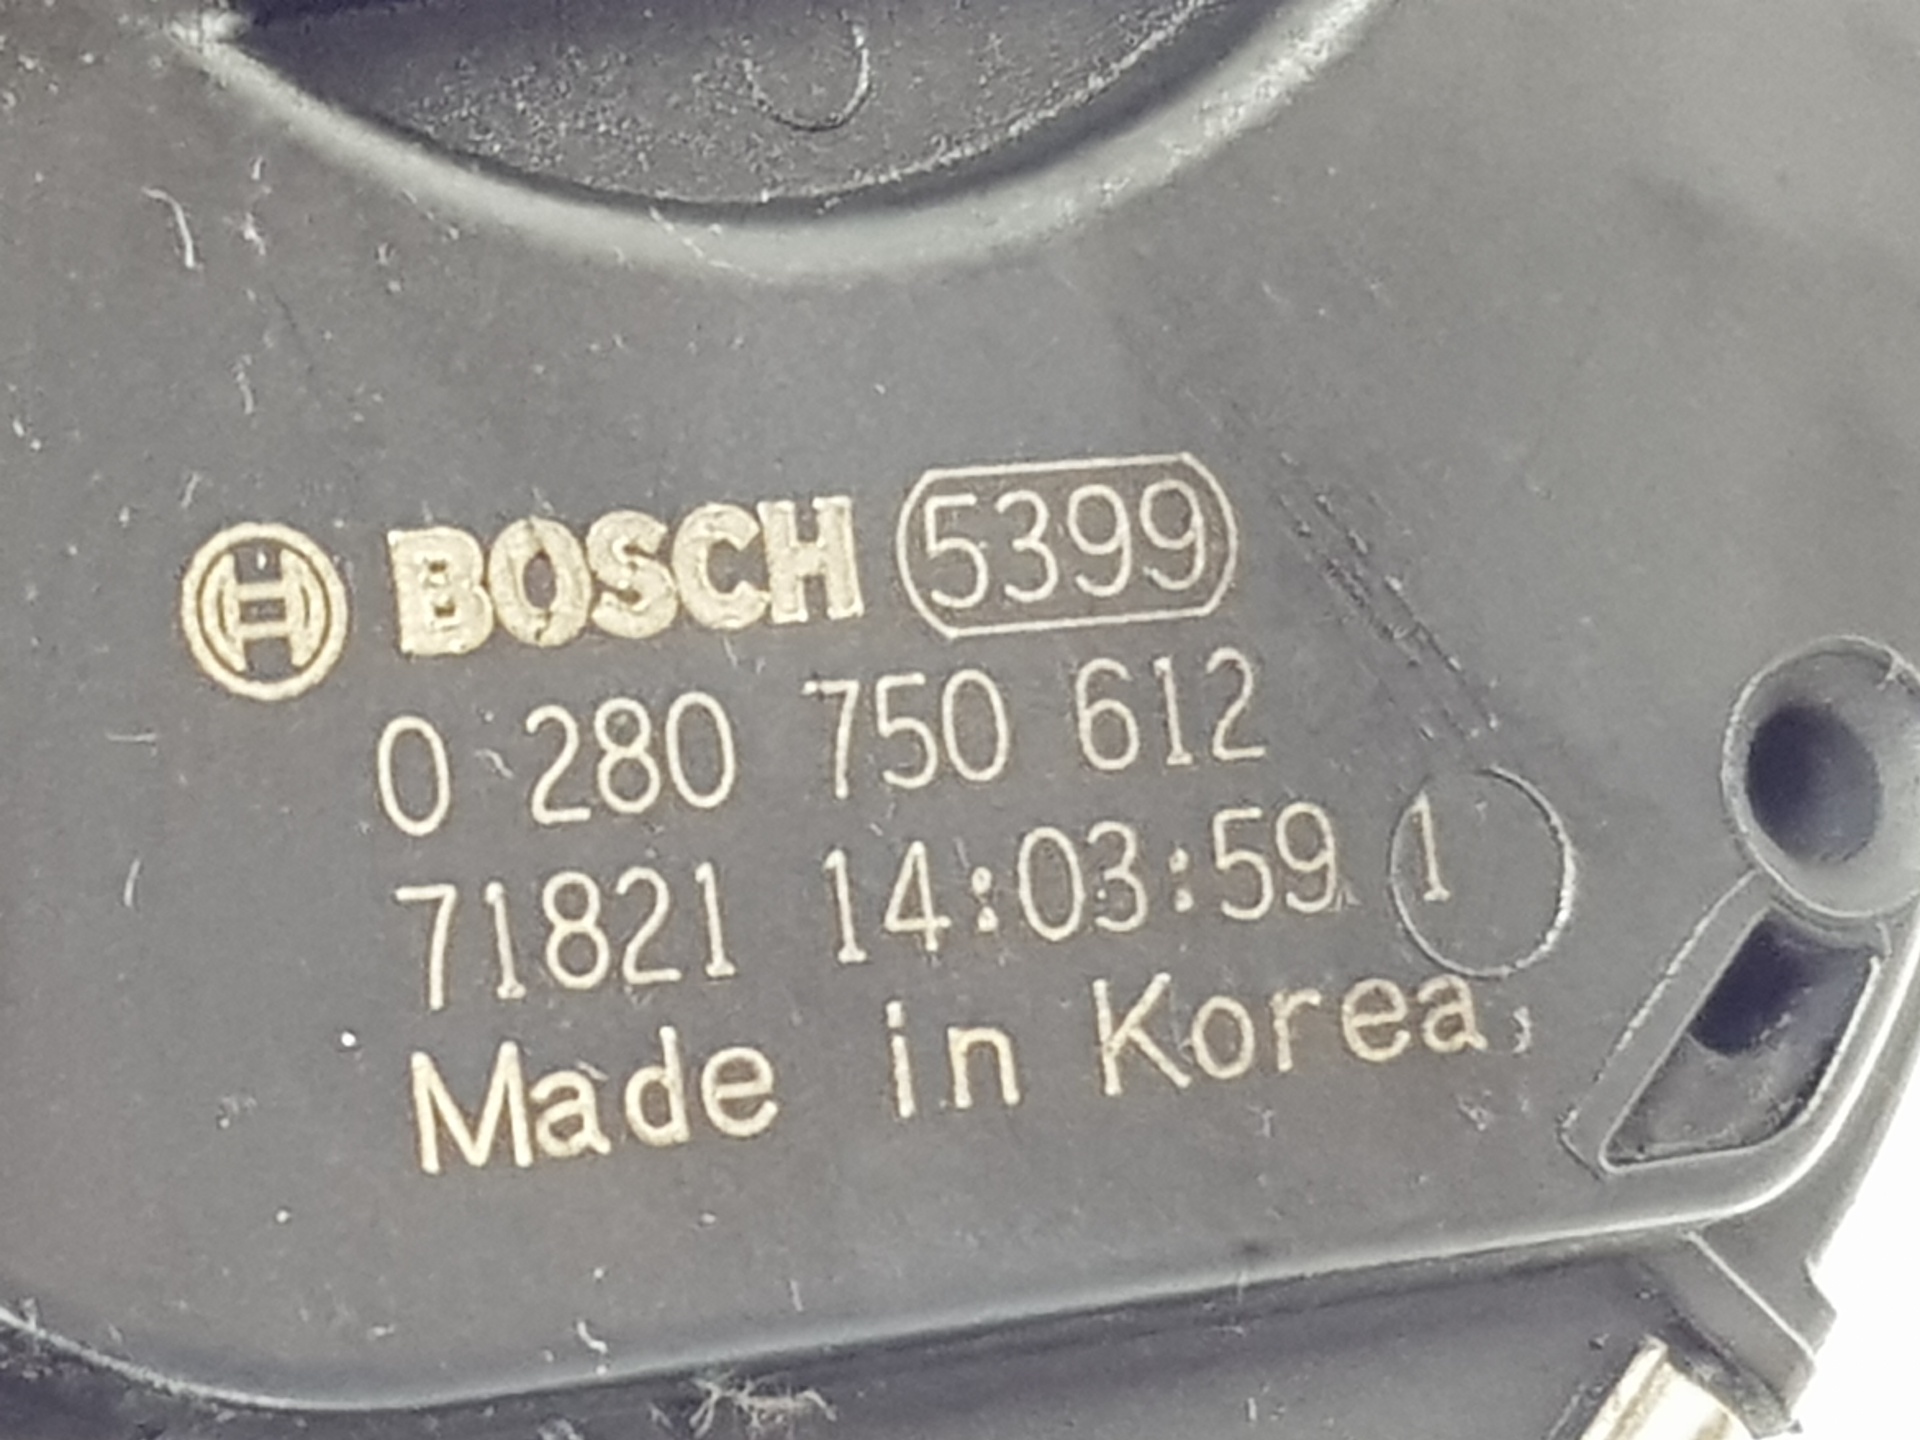 BOSCH 5399
0 280 750 612
71821 14:03:59 1
Made in Korea